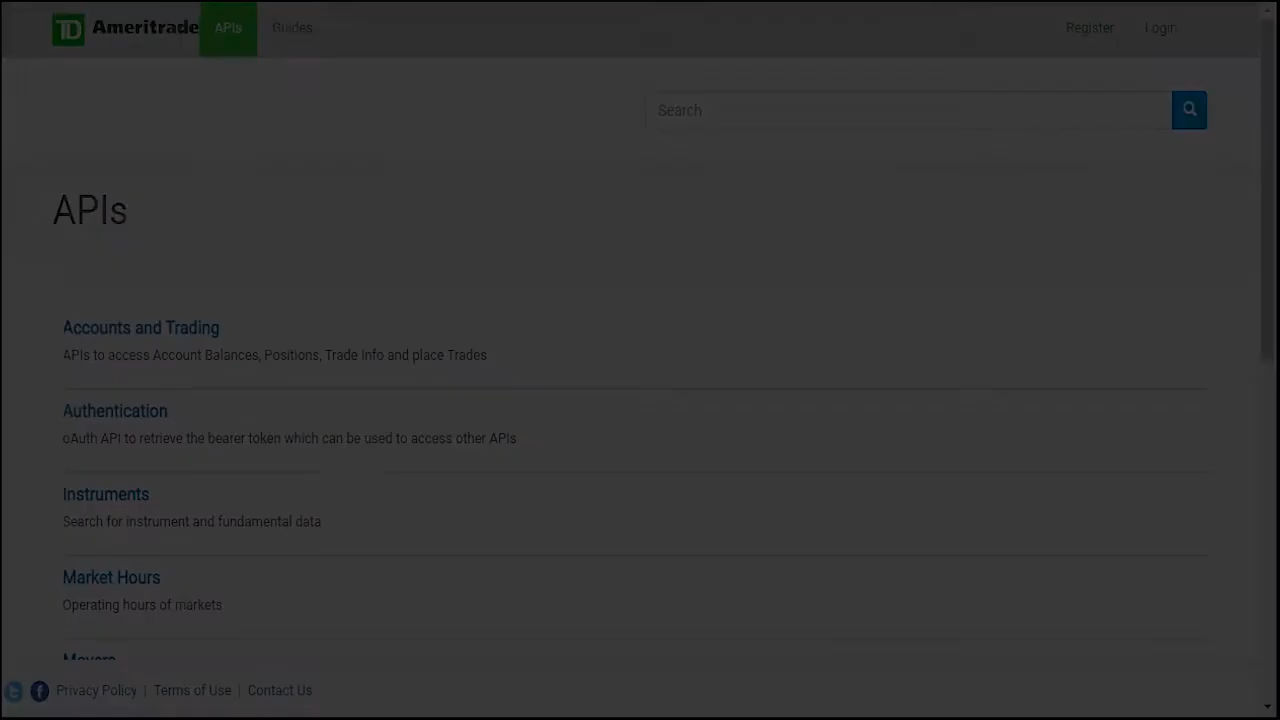 TD Ameritrade APIs Guides Register Login
Search
APIs
Accounts and Trading
APIs to access Account Balances, Positions, Trade Info and place Trades
Authentication
oAuth API to retrieve the bearer token which can be used to access other APIs
Instruments
Search for instrument and fundamental data
Market Hours
Operating hours of markets
Movers
Privacy Policy | Terms of Use | Contact Us